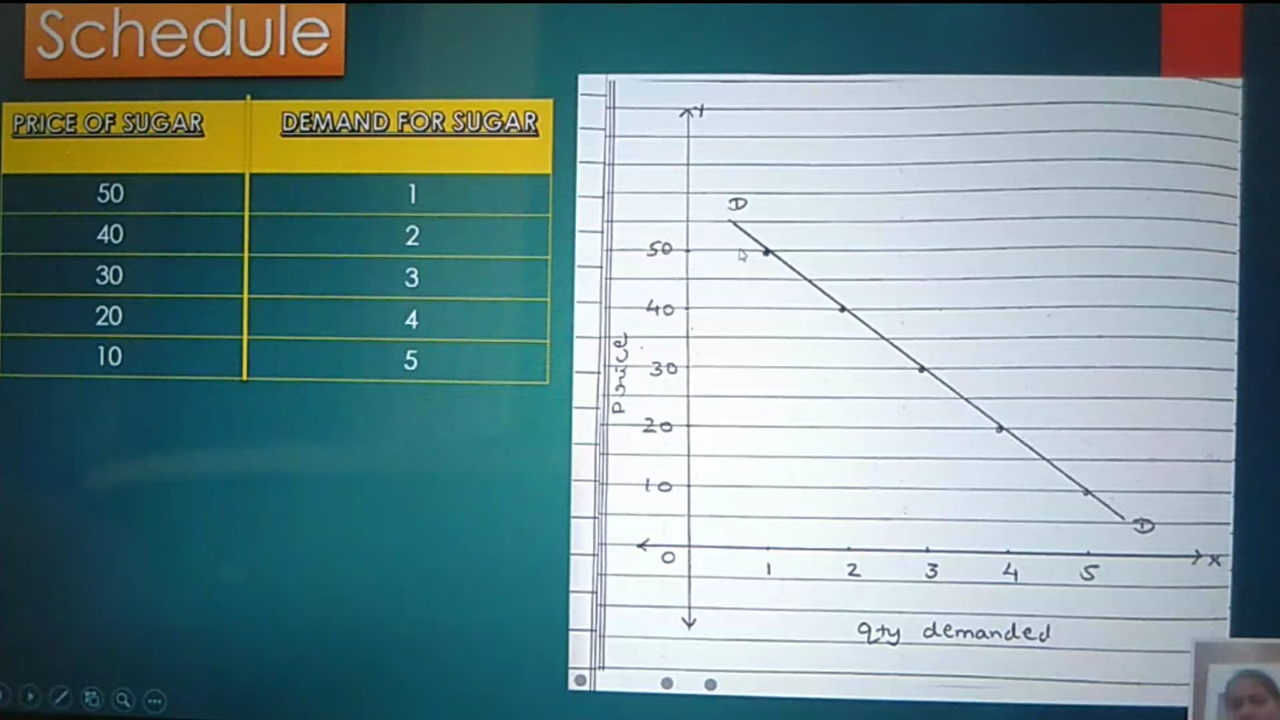 Schedule
PRICE OF SUGAR DEMAND FOR SUGAR
50 1
40 2
30 3
20 4
10 5
Y
D
50
40
30
20
10
D
0
1 2 3 4 5 X
Price
qty demanded